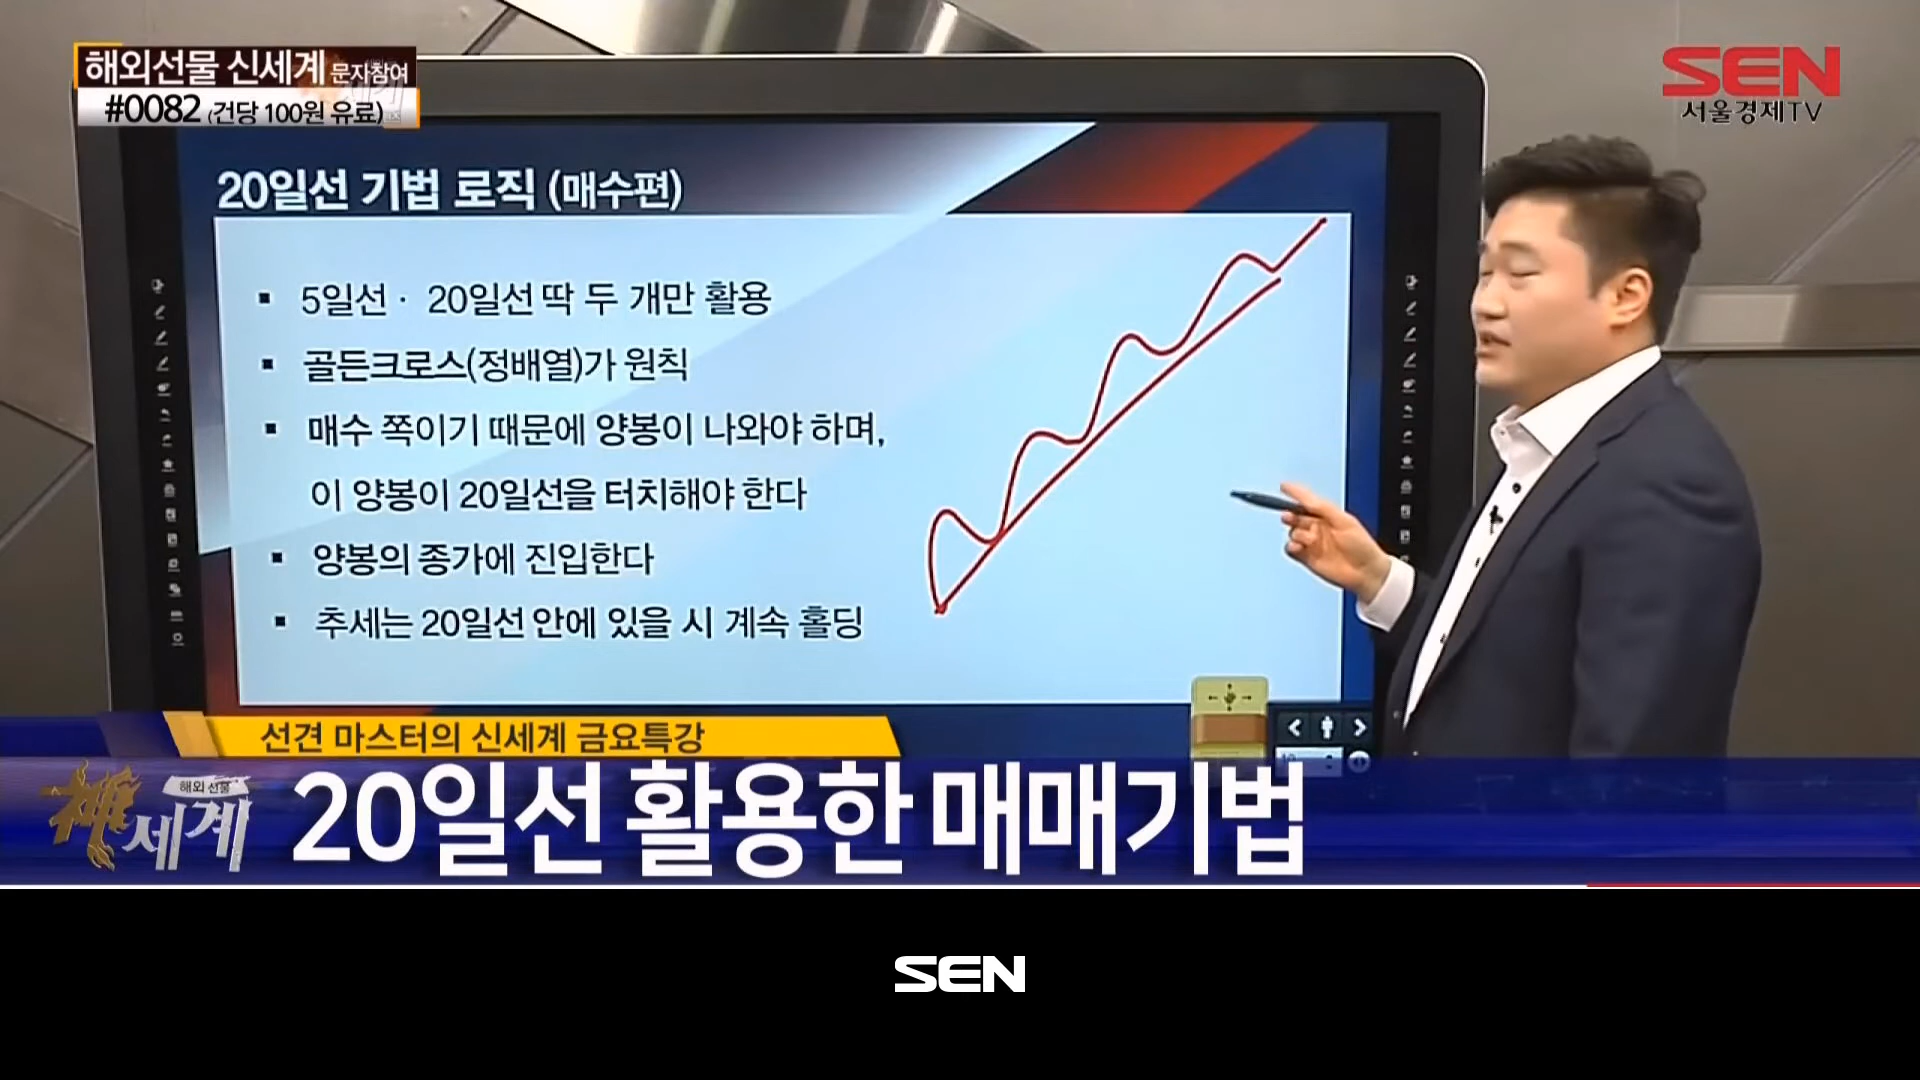 해외선물 신세계 문자참여
#0082 (건당 100원 유료)
SEN
서울경제TV
20일선 기법 로직 (매수편)
▪ 5일선 · 20일선 딱 두 개만 활용
▪ 골든크로스(정배열)가 원칙
▪ 매수 쪽이기 때문에 양봉이 나와야 하며,
이 양봉이 20일선을 터치해야 한다
▪ 양봉의 종가에 진입한다
▪ 추세는 20일선 안에 있을 시 계속 홀딩
선견 마스터의 신세계 금요특강
해외선물
神세계
20일선 활용한 매매기법
SEN